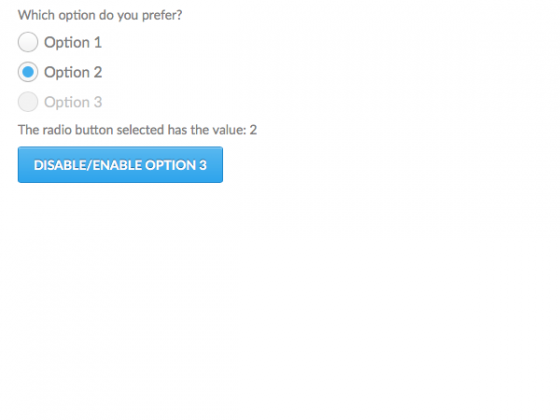 Which option do you prefer?
Option 1
Option 2
Option 3
The radio button selected has the value: 2
DISABLE/ENABLE OPTION 3